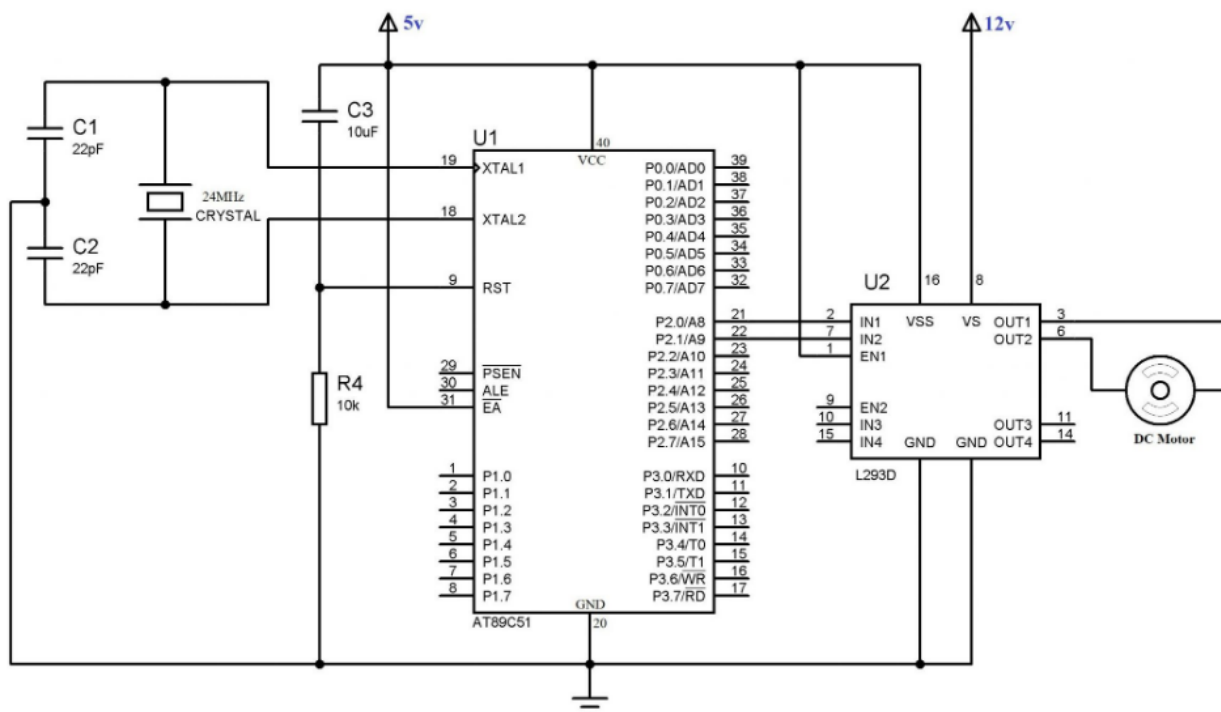 5v
12v
C1
22pF
C2
22pF
24MHz
CRYSTAL
C3
10uF
R4
10k
U1
40
VCC
19 XTAL1
18 XTAL2
9 RST
29 PSEN
30 ALE
31 EA
1 P1.0
2 P1.1
3 P1.2
4 P1.3
5 P1.4
6 P1.5
7 P1.6
8 P1.7
P0.0/AD0 39
P0.1/AD1 38
P0.2/AD2 37
P0.3/AD3 36
P0.4/AD4 35
P0.5/AD5 34
P0.6/AD6 33
P0.7/AD7 32
P2.0/A8 21
P2.1/A9 22
P2.2/A10 23
P2.3/A11 24
P2.4/A12 25
P2.5/A13 26
P2.6/A14 27
P2.7/A15 28
P3.0/RXD 10
P3.1/TXD 11
P3.2/INT0 12
P3.3/INT1 13
P3.4/T0 14
P3.5/T1 15
P3.6/WR 16
P3.7/RD 17
GND
20
AT89C51
U2
16 8
VSS VS
2 IN1
7 IN2
1 EN1
9 EN2
10 IN3
15 IN4
OUT1 3
OUT2 6
OUT3 11
OUT4 14
GND GND
L293D
DC Motor